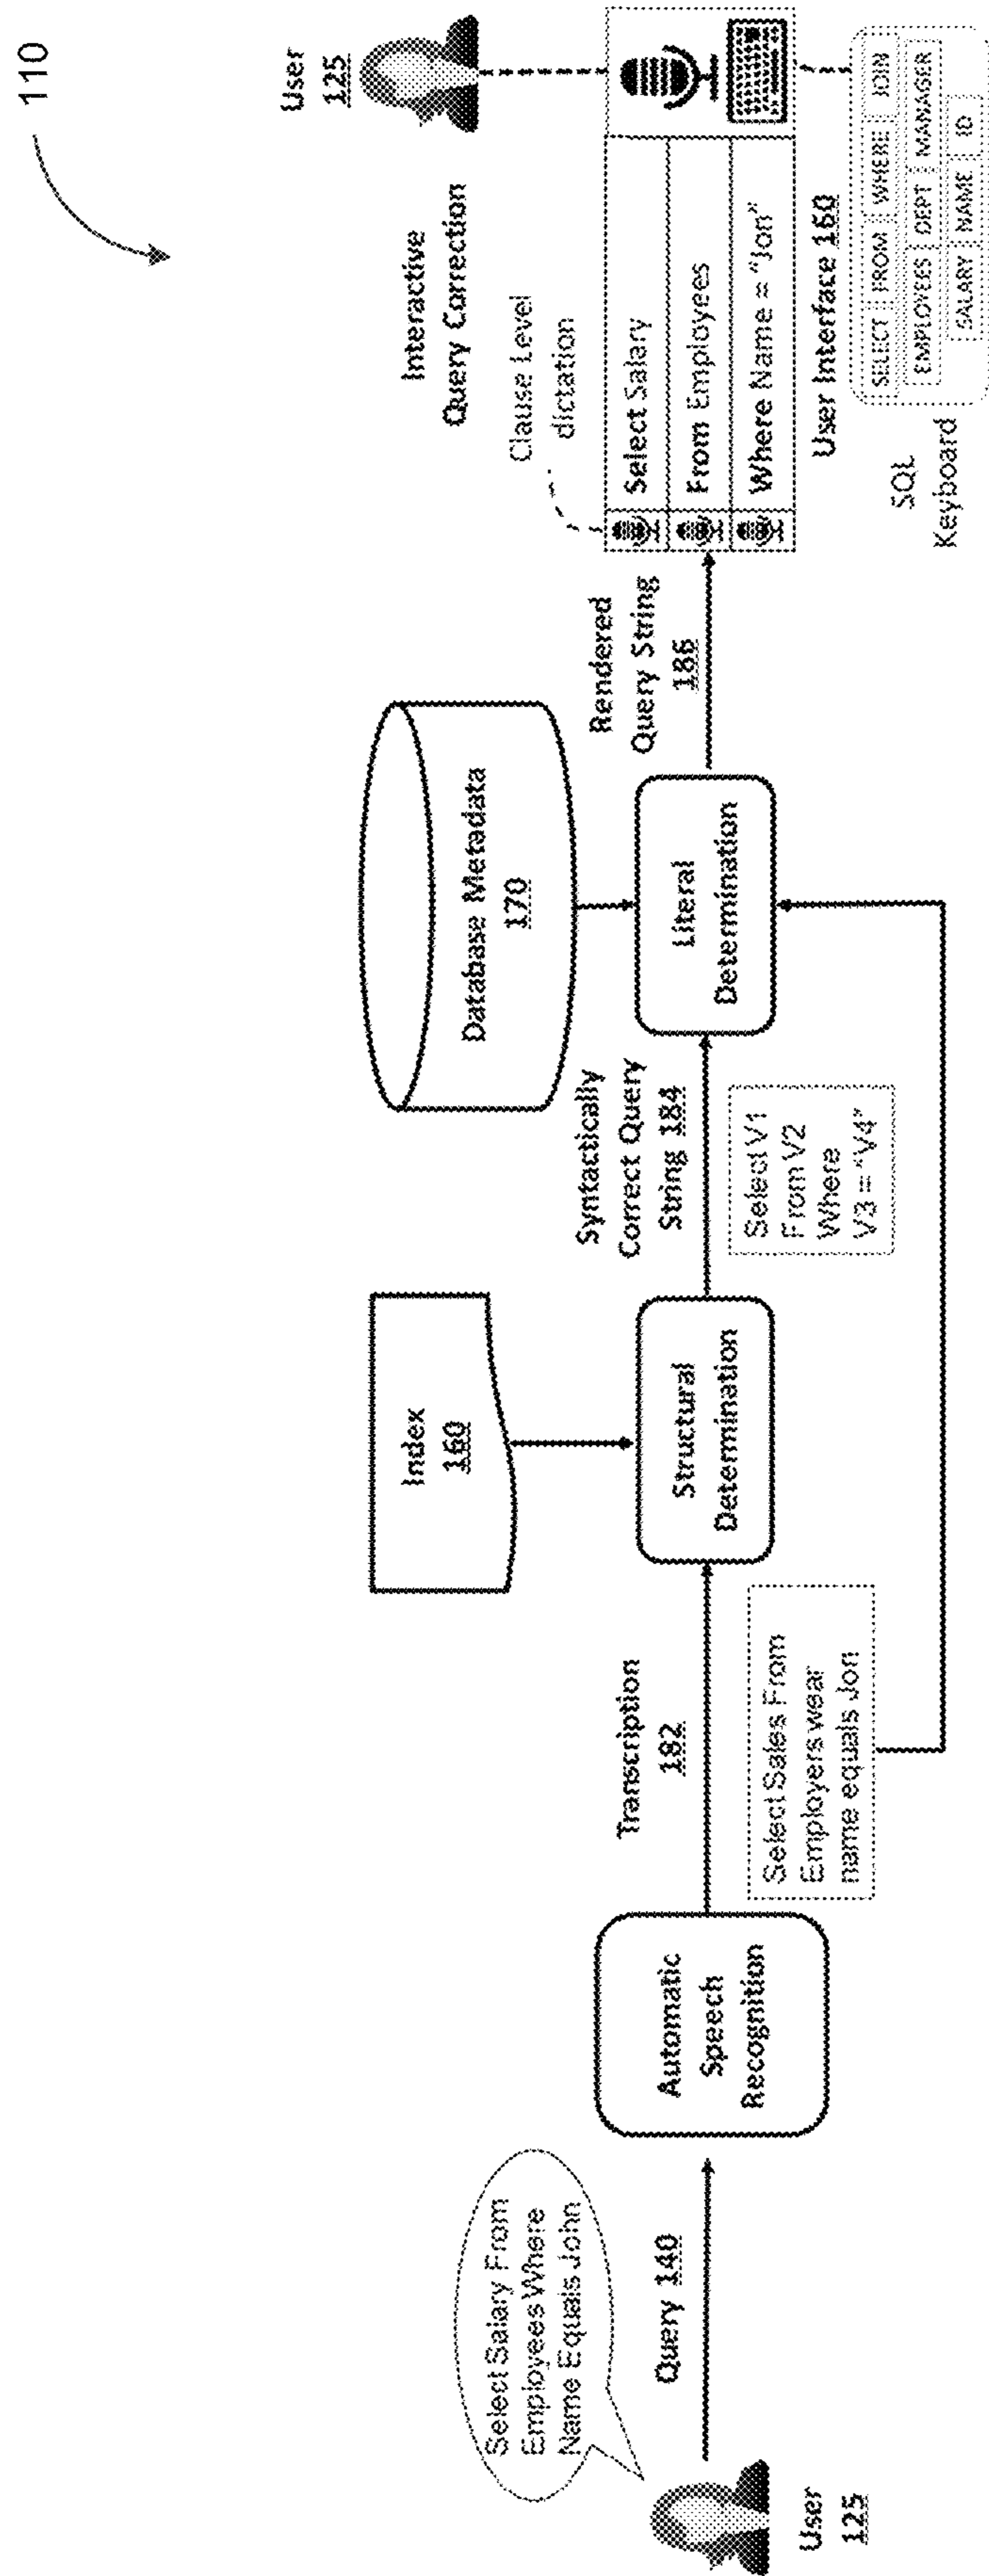 110
User
125
Select Salary From
Employees Where
Name Equals John
Query 140
Automatic
Speech
Recognition
Transcription
182
Select Sales From
Employers wear
name equals Jon
Index
160
Structural
Determination
Syntactically
Correct Query
String 184
Select V1
From V2
Where
V3 = "V4"
Database Metadata
170
Literal
Determination
Rendered
Query String
186
Interactive
Query Correction
Clause Level
dictation
User
125
Select Salary
From Employees
Where Name = "Jon"
User Interface 160
SQL
Keyboard
SELECT FROM WHERE JOIN
EMPLOYEES DEPT MANAGER
SALARY NAME ID